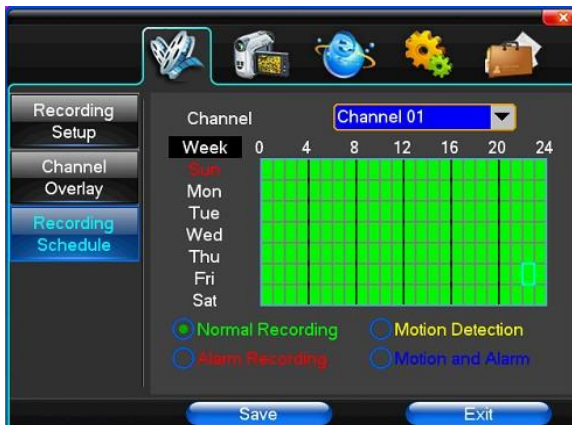 Recording
Setup
Channel
Overlay
Recording
Schedule
Channel
Channel 01
Week 0 4 8 12 16 20 24
Sun
Mon
Tue
Wed
Thu
Fri
Sat
Normal Recording
Motion Detection
Alarm Recording
Motion and Alarm
Save
Exit